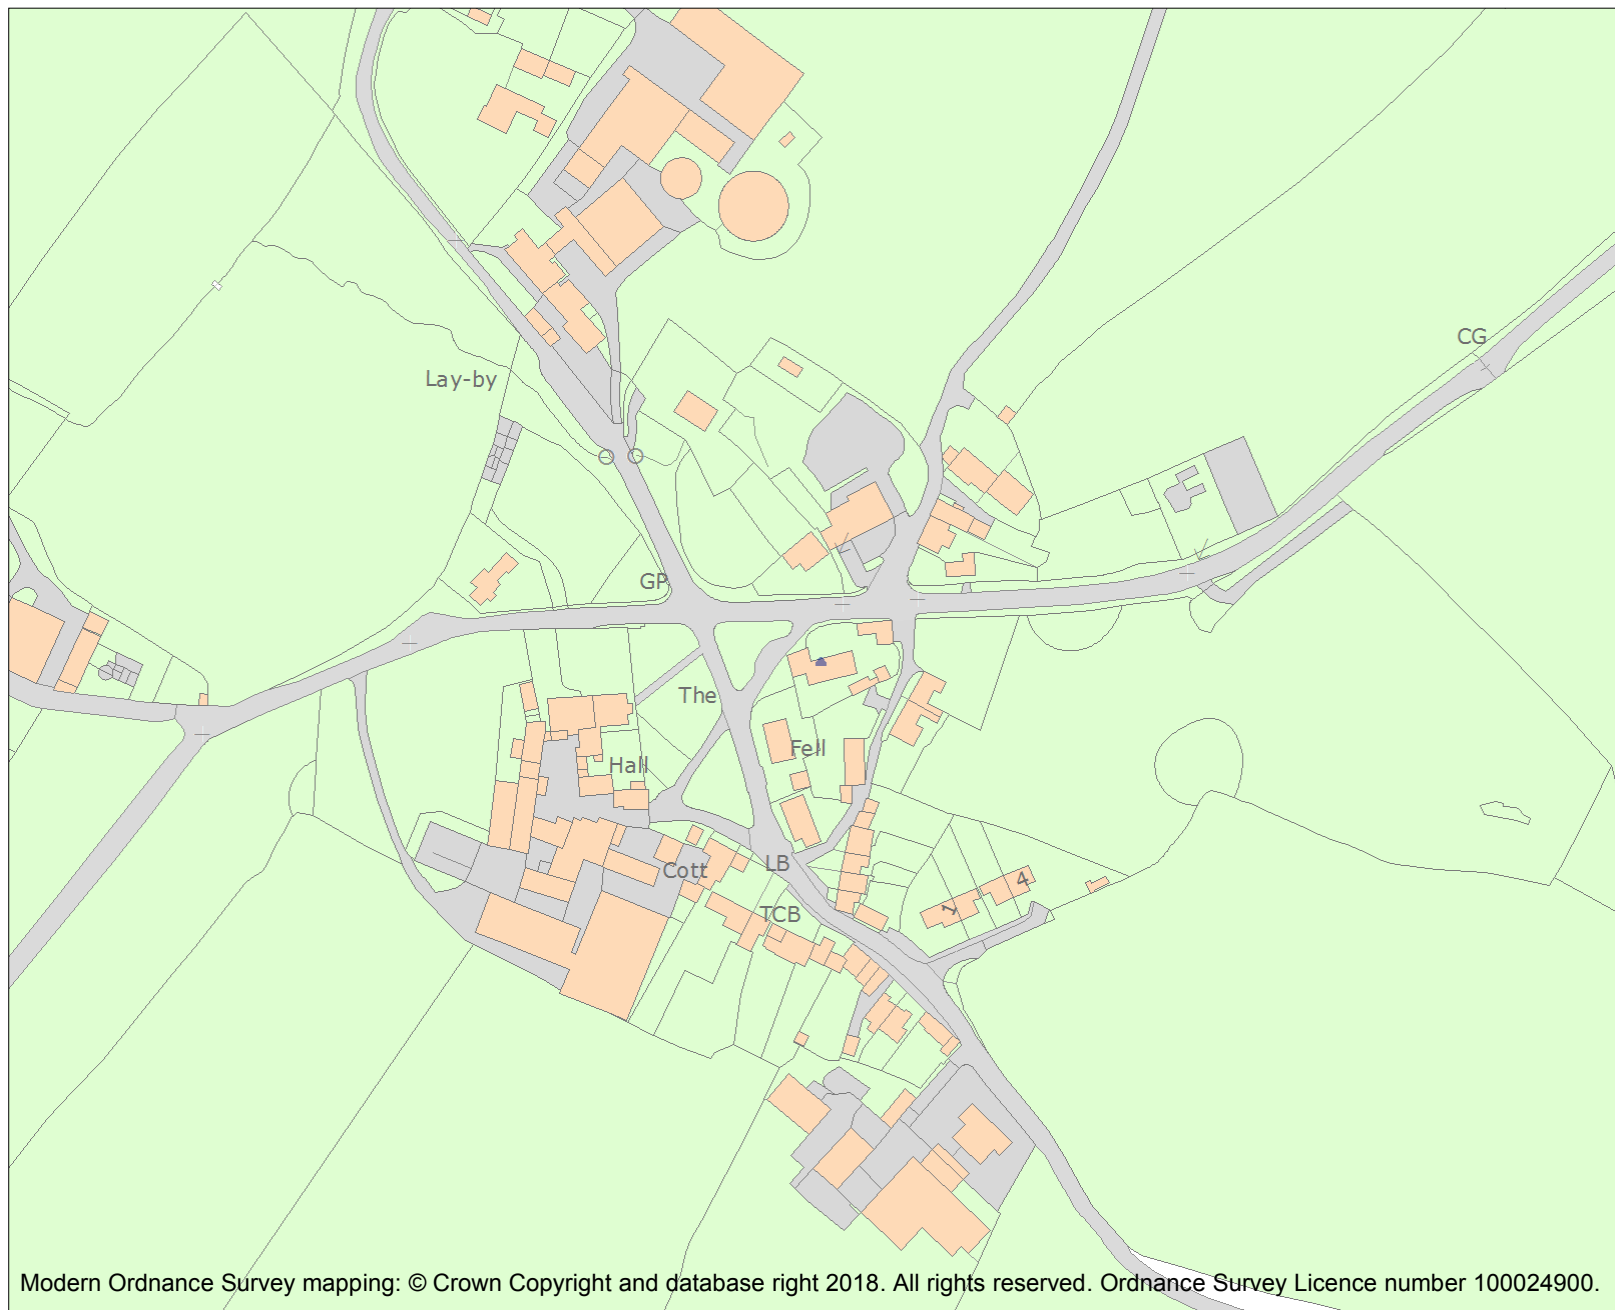 CG
Lay-by
GP
The
Fell
Hall
LB
Cott
4
1
TCB
Modern Ordnance Survey mapping: © Crown Copyright and database right 2018. All rights reserved. Ordnance Survey Licence number 100024900.